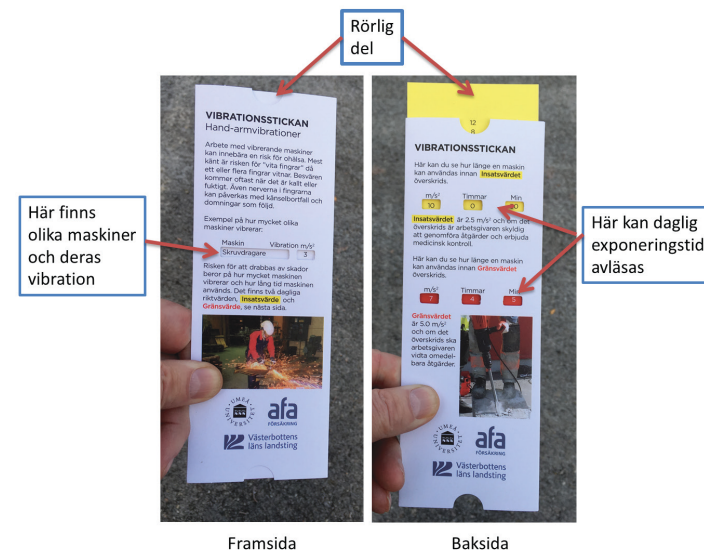 Rörlig
del
VIBRATIONSSTICKAN
Hand-armvibrationer
Arbete med vibrerande maskiner
kan innebära en risk för ohälsa. Mest
känt är risken för "vita fingrar" då
ett eller flera fingrar vitnar. Besvären
kommer oftast när det är kallt eller
fuktigt. Även nerverna i fingrarna
kan påverkas med känselbortfall och
domningar som följd.
Exempel på hur mycket olika
maskiner vibrerar:
Maskin Vibration m/s²
Skruvdragare 3
Risken för att drabbas av skador
beror på hur mycket maskinen
vibrerar och hur lång tid maskinen
används. Det finns två dagliga
riktvärden, Insatsvärde och
Gränsvärde, se nästa sida.
UMEÅ UNIVERSITET
afa
FÖRSÄKRING
Västerbottens
läns landsting
Här finns
olika maskiner
och deras
vibration
12
VIBRATIONSSTICKAN
Här kan du se hur länge en maskin
kan användas innan Insatsvärdet
överskrids.
m/s² Timmar Min
10 0 30
Insatsvärdet är 2.5 m/s² och om det
överskrids är arbetsgivaren skyldig
att genomföra åtgärder och erbjuda
medicinsk kontroll.
Här kan du se hur länge en maskin
kan användas innan Gränsvärdet
överskrids.
m/s² Timmar Min
7 4 5
Gränsvärdet
är 5.0 m/s²
och om det
överskrids ska
arbetsgivaren
vidta omedel-
bara åtgärder.
UMEÅ UNIVERSITET
afa
FÖRSÄKRING
Västerbottens
läns landsting
Här kan daglig
exponeringstid
avläsas
Framsida
Baksida